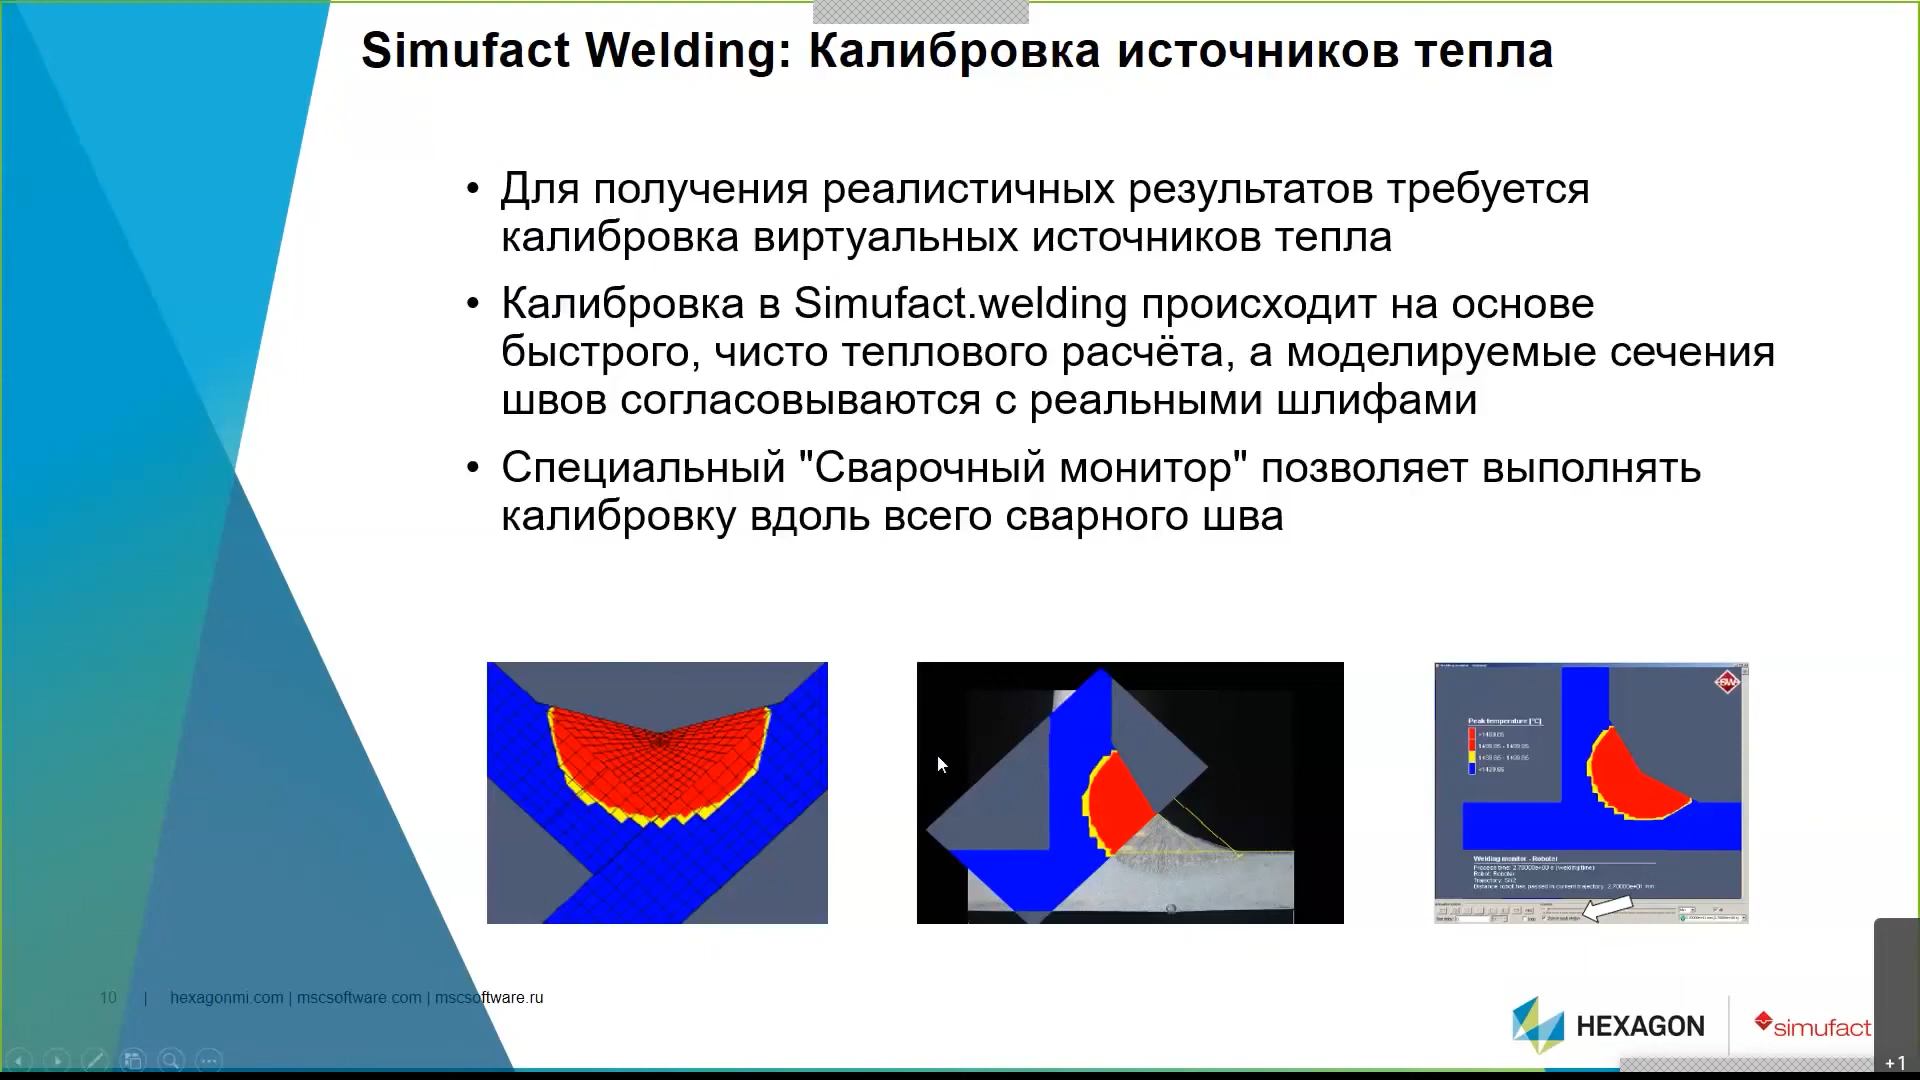 Simufact Welding: Калибровка источников тепла
• Для получения реалистичных результатов требуется
калибровка виртуальных источников тепла
• Калибровка в Simufact.welding происходит на основе
быстрого, чисто теплового расчёта, а моделируемые сечения
швов согласовываются с реальными шлифами
• Специальный "Сварочный монитор" позволяет выполнять
калибровку вдоль всего сварного шва
Peak temperature [°C]
Welding monitor - Roboter
Robot: Roboter
10 | hexagonmi.com | mscsoftware.com | mscsoftware.ru
HEXAGON
simufact
+1